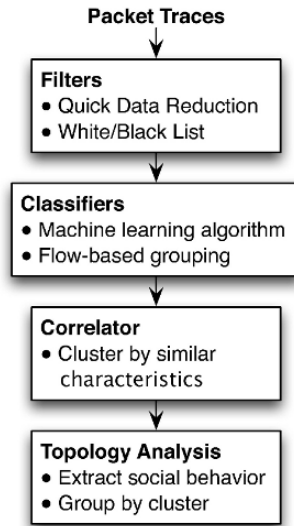 Packet Traces
Filters
● Quick Data Reduction
● White/Black List
Classifiers
● Machine learning algorithm
● Flow-based grouping
Correlator
● Cluster by similar
characteristics
Topology Analysis
● Extract social behavior
● Group by cluster